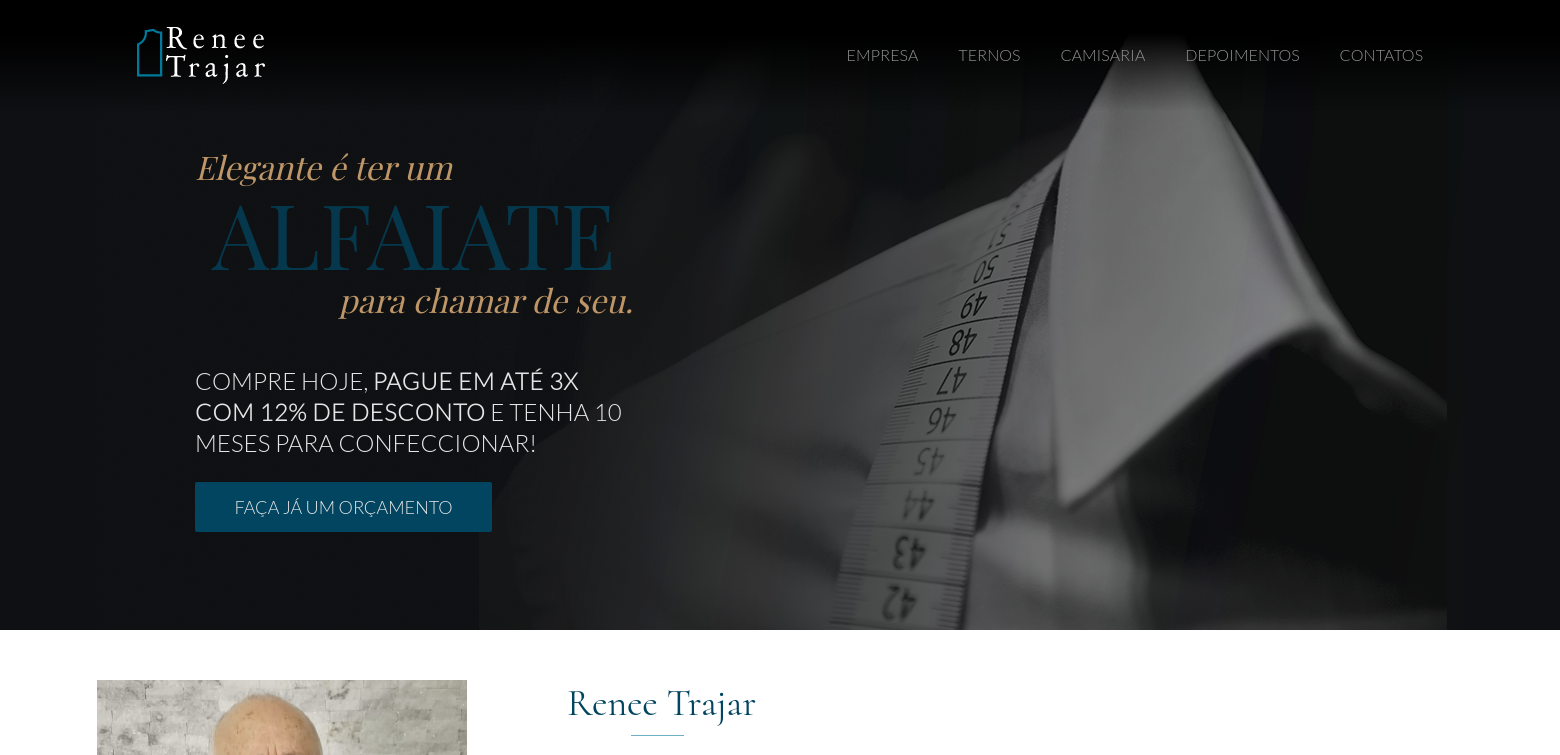 Renee
Trajar
EMPRESA
TERNOS
CAMISARIA
DEPOIMENTOS
CONTATOS
Elegante é ter um
ALFAIATE
para chamar de seu.
COMPRE HOJE, PAGUE EM ATÉ 3X
COM 12% DE DESCONTO E TENHA 10
MESES PARA CONFECCIONAR!
FAÇA JÁ UM ORÇAMENTO
51
50
49
48
47
46
45
44
43
42
Renee Trajar